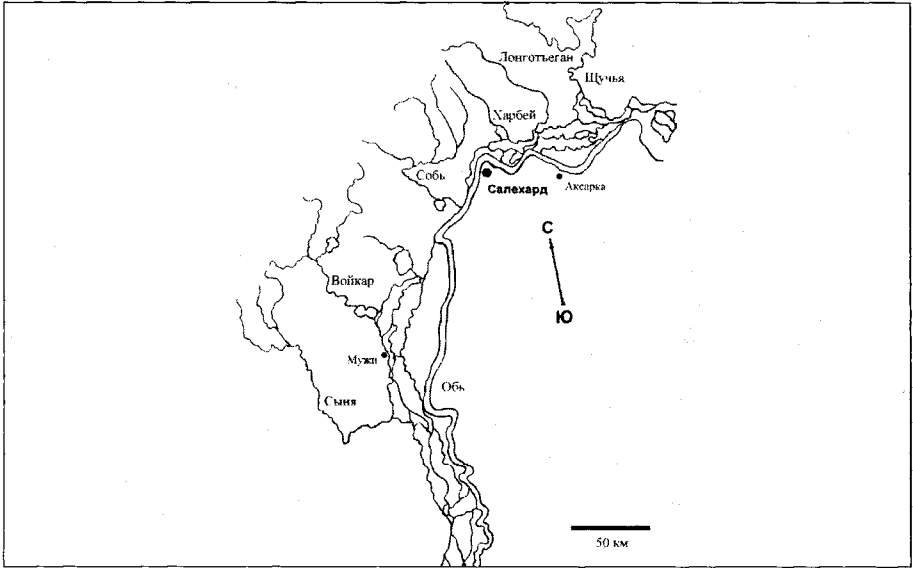 Лонготъеган
Щучья
Харбей
Собь
Салехард
Аксарка
С
Войкар
Ю
Мужи
Обь
Сыня
50 км